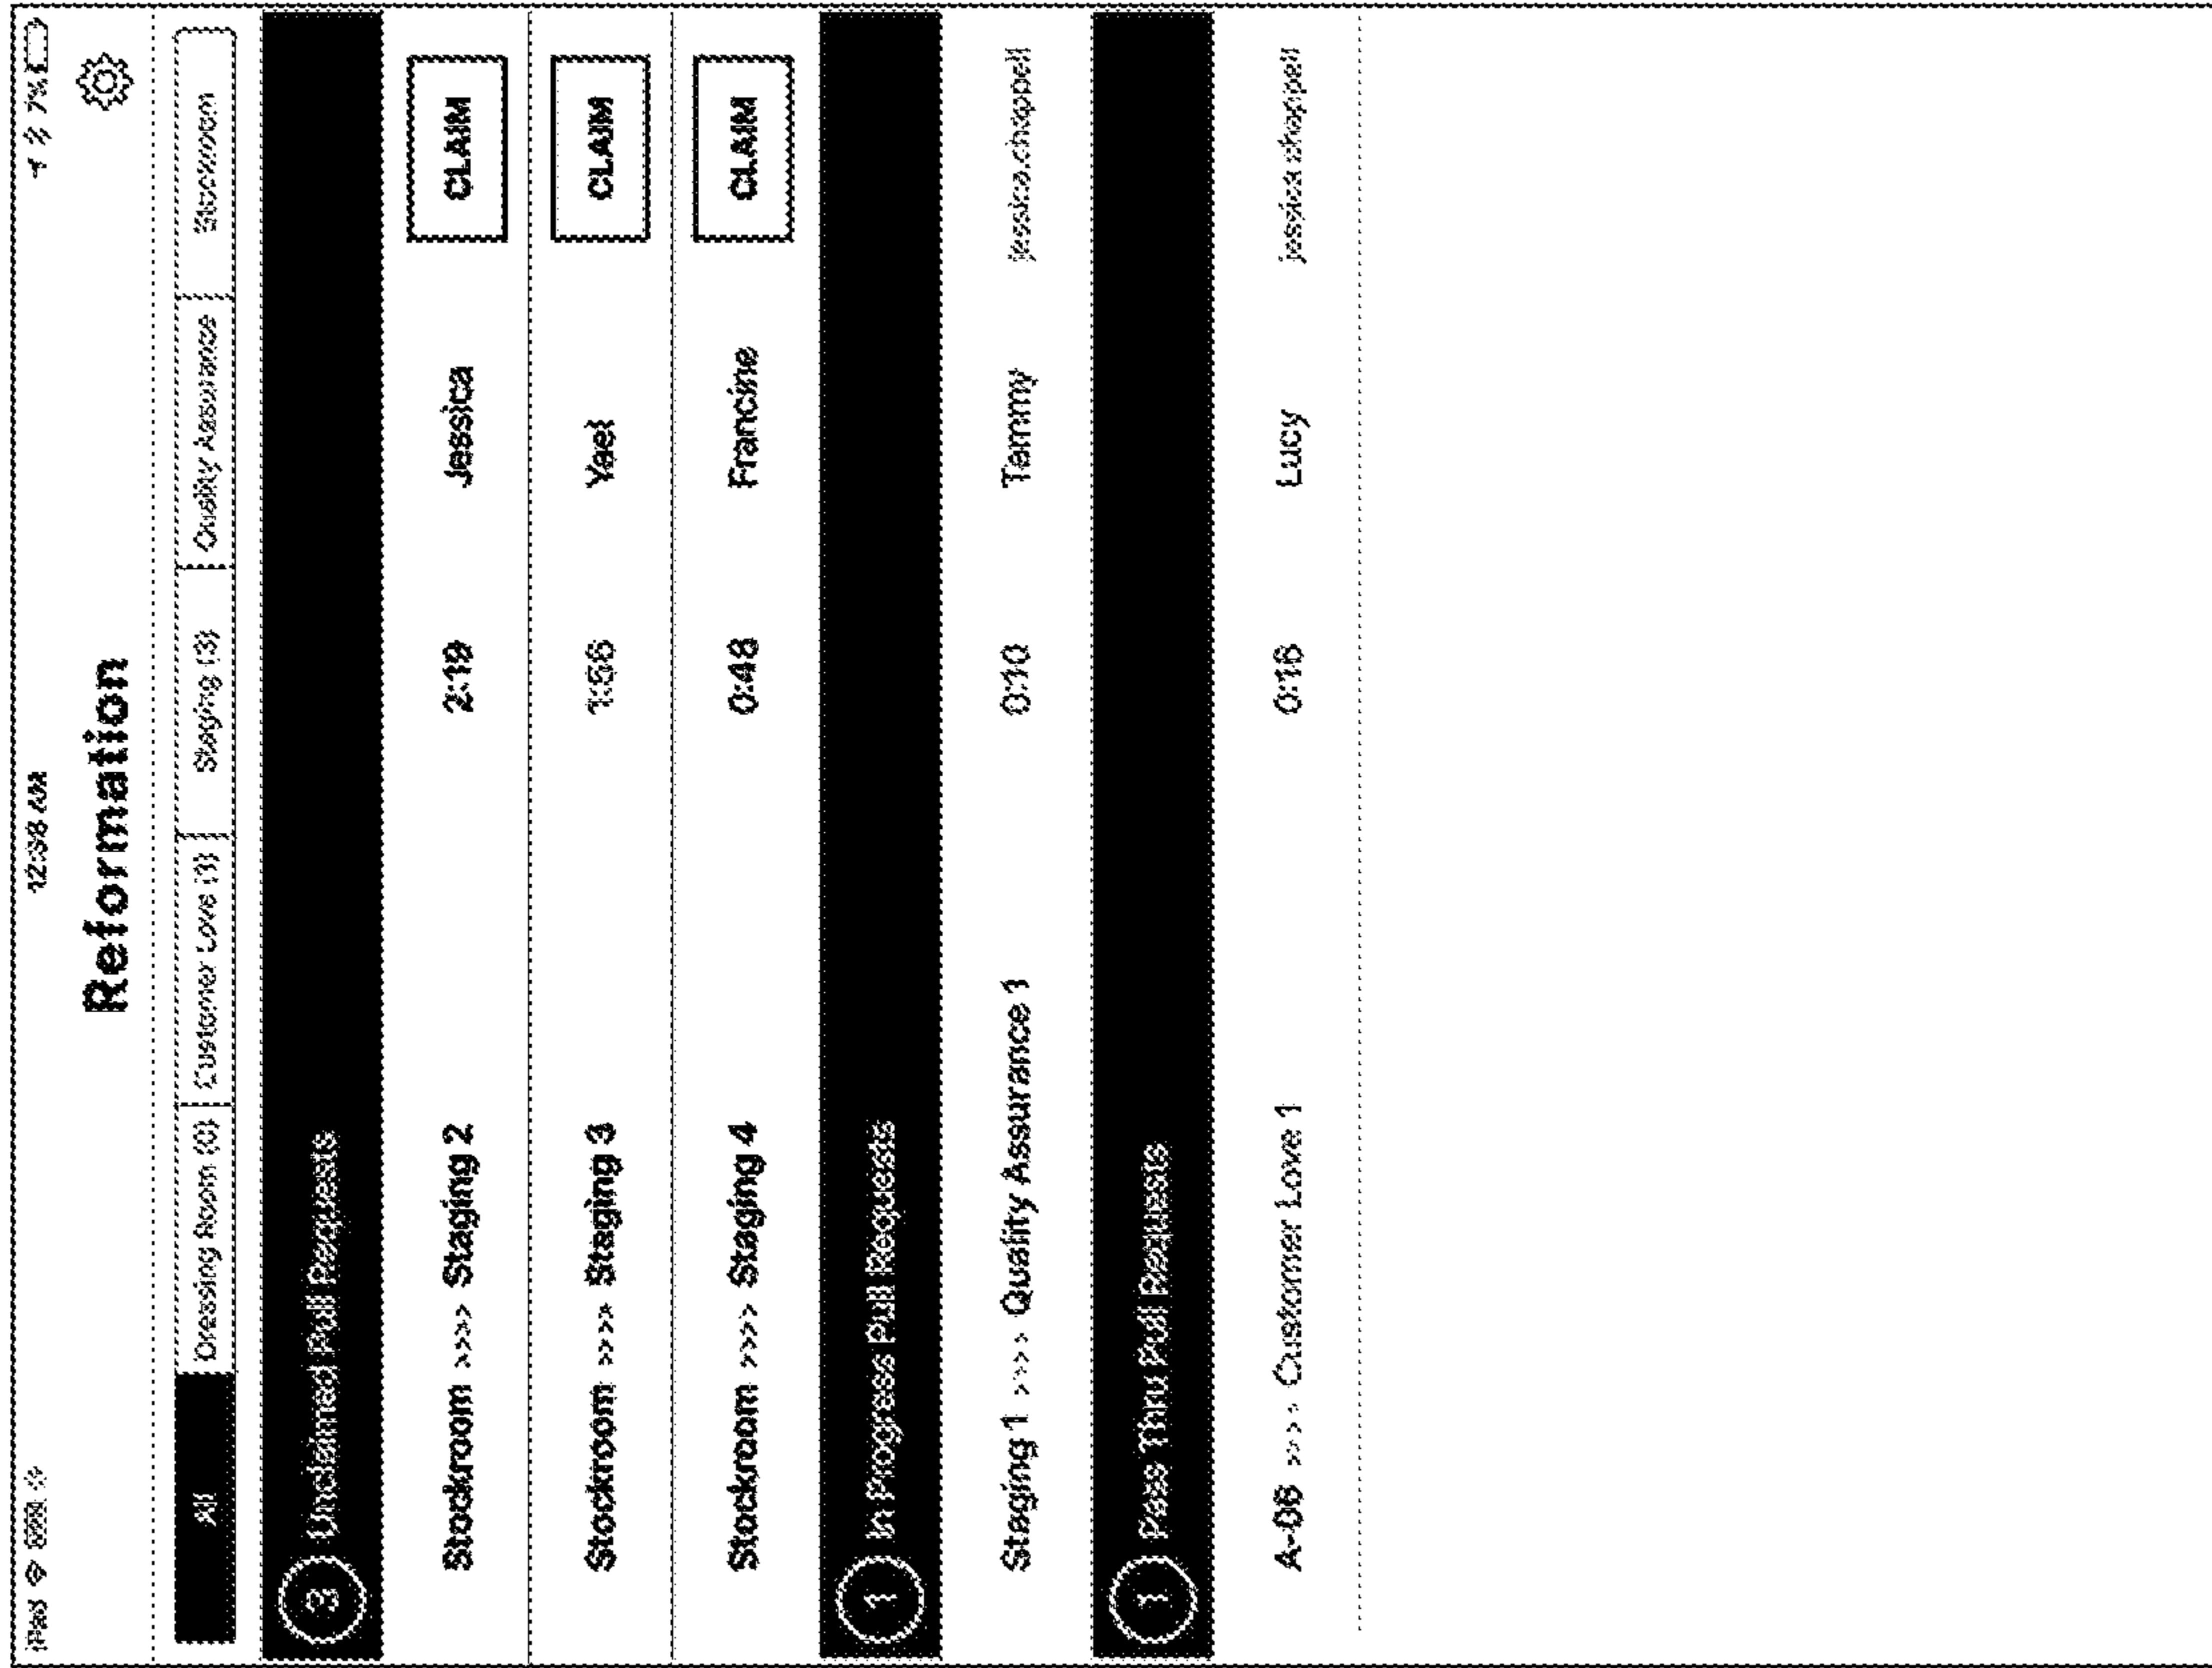 iPad 12:38 AM 7%
Reformation
All Dressing Room (0) Customer Love (1) Staging (3) Quality Assurance Stockroom
3 Unclaimed Pull Requests
Stockroom >>>> Staging 2 2:19 Jessica CLAIM
Stockroom >>>> Staging 3 1:56 Yael CLAIM
Stockroom >>>> Staging 4 0:48 Francine CLAIM
1 In Progress Pull Requests
Staging 1 >>>> Quality Assurance 1 0:10 Tammy jessica.chappell
1 Pass Thru Pull Requests
A-06 >>>> Customer Love 1 0:16 Lucy jessica.chappell